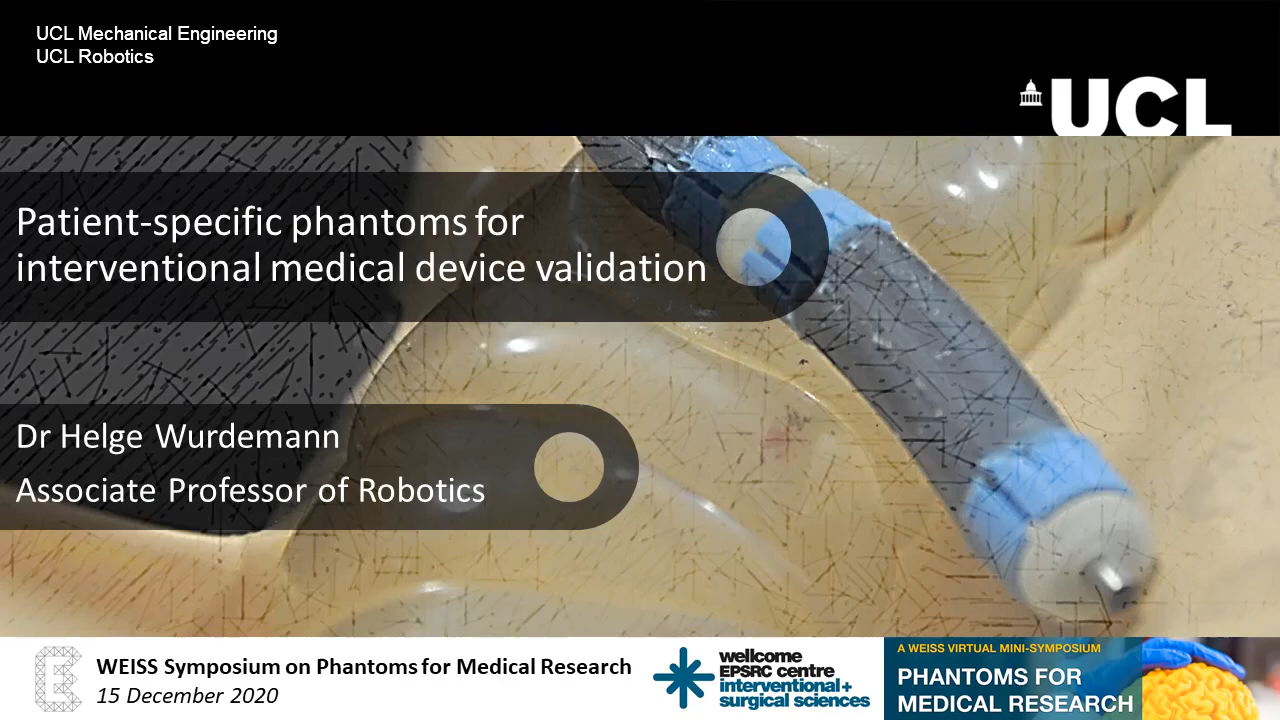 UCL Mechanical Engineering
UCL Robotics
UCL
Patient-specific phantoms for
interventional medical device validation
Dr Helge Wurdemann
Associate Professor of Robotics
WEISS Symposium on Phantoms for Medical Research
15 December 2020
wellcome
EPSRC centre
interventional+
surgical sciences
A WEISS VIRTUAL MINI-SYMPOSIUM
PHANTOMS FOR
MEDICAL RESEARCH